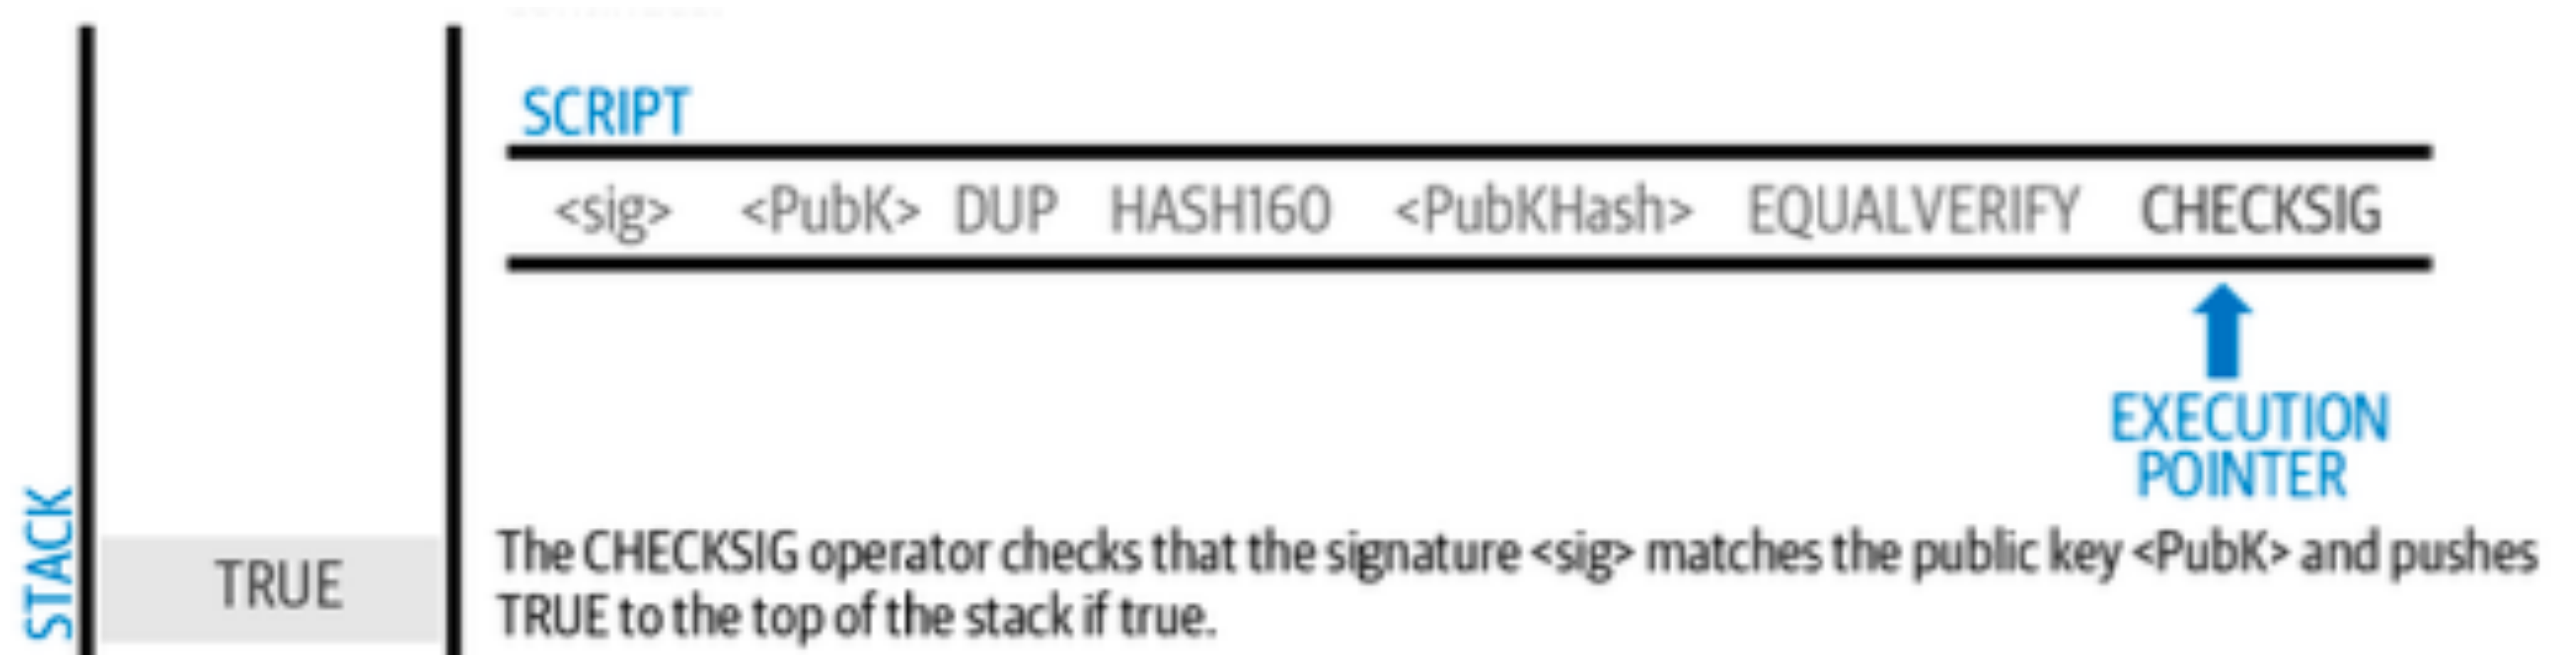 SCRIPT
<sig> <PubK> DUP HASH160 <PubKHash> EQUALVERIFY CHECKSIG
EXECUTION
POINTER
STACK
TRUE
The CHECKSIG operator checks that the signature <sig> matches the public key <PubK> and pushes
TRUE to the top of the stack if true.